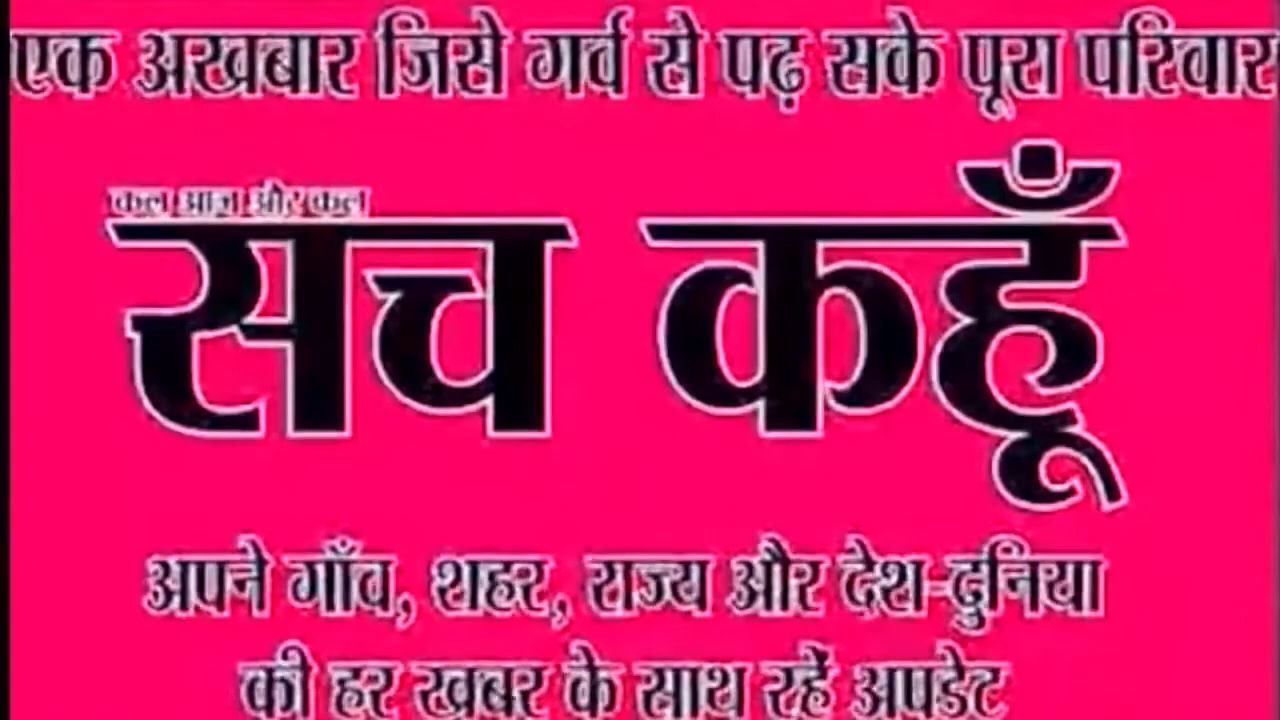 एक अखबार जिसे गर्व से पढ़ सके पूरा परिवार
कल आज और कल
सच कहूँ
अपने गाँव, शहर, राज्य और देश-दुनिया
की हर खबर के साथ रहें अपडेट